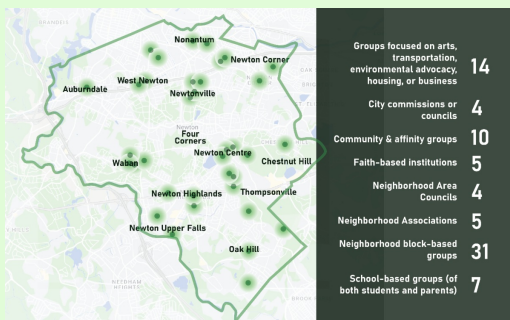 Nonantum
Newton Corner
West Newton
Auburndale
Newtonville
NEWTON
Four
Corners
Newton Centre
Waban
Chestnut Hill
Newton Highlands
Thompsonville
Newton Upper Falls
Oak Hill
NEEDHAM
HEIGHTS
Groups focused on arts,
transportation,
environmental advocacy,
housing, or business
14
City commissions or
councils
4
Community & affinity groups
10
Faith-based institutions
5
Neighborhood Area
Councils
4
Neighborhood Associations
5
Neighborhood block-based
groups
31
School-based groups (of
both students and parents)
7